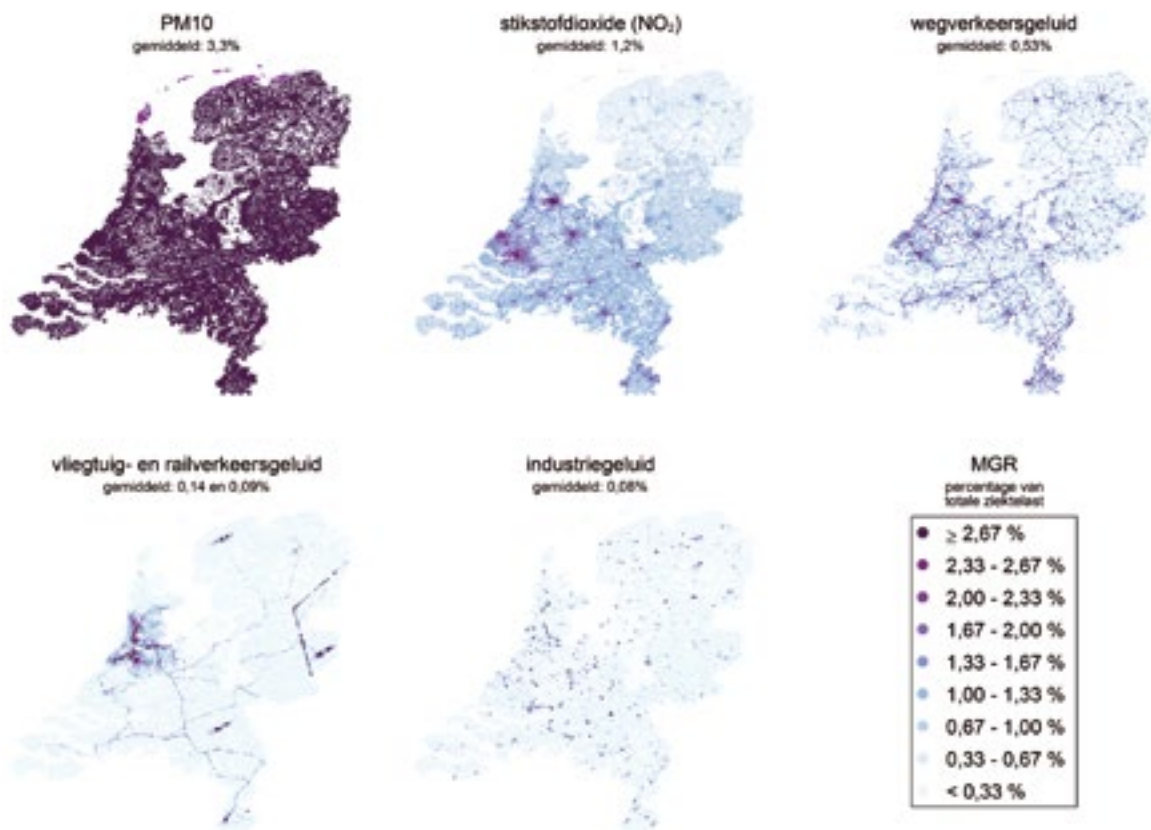 PM10
gemiddeld: 3,3%
stikstofdioxide (NO₂)
gemiddeld: 1,2%
wegverkeersgeluid
gemiddeld: 0,53%
vliegtuig- en railverkeersgeluid
gemiddeld: 0,14 en 0,09%
industriegeluid
gemiddeld: 0,08%
MGR
percentage van
totale ziektelast
≥ 2,67 %
2,33 - 2,67 %
2,00 - 2,33 %
1,67 - 2,00 %
1,33 - 1,67 %
1,00 - 1,33 %
0,67 - 1,00 %
0,33 - 0,67 %
< 0,33 %